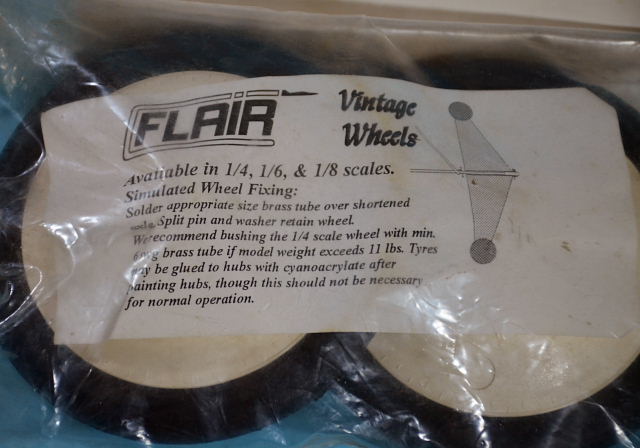 FLAIR
Vintage
Wheels
Available in 1/4, 1/6, & 1/8 scales.
Simulated Wheel Fixing:
Solder appropriate size brass tube over shortened
Split pin and washer retain wheel.
We recommend bushing the 1/4 scale wheel with min.
brass tube if model weight exceeds 11 lbs. Tyres
may be glued to hubs with cyanoacrylate after
painting hubs, though this should not be necessary
for normal operation.